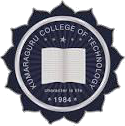 KUMARAGURU COLLEGE OF TECHNOLOGY
character is life
1984